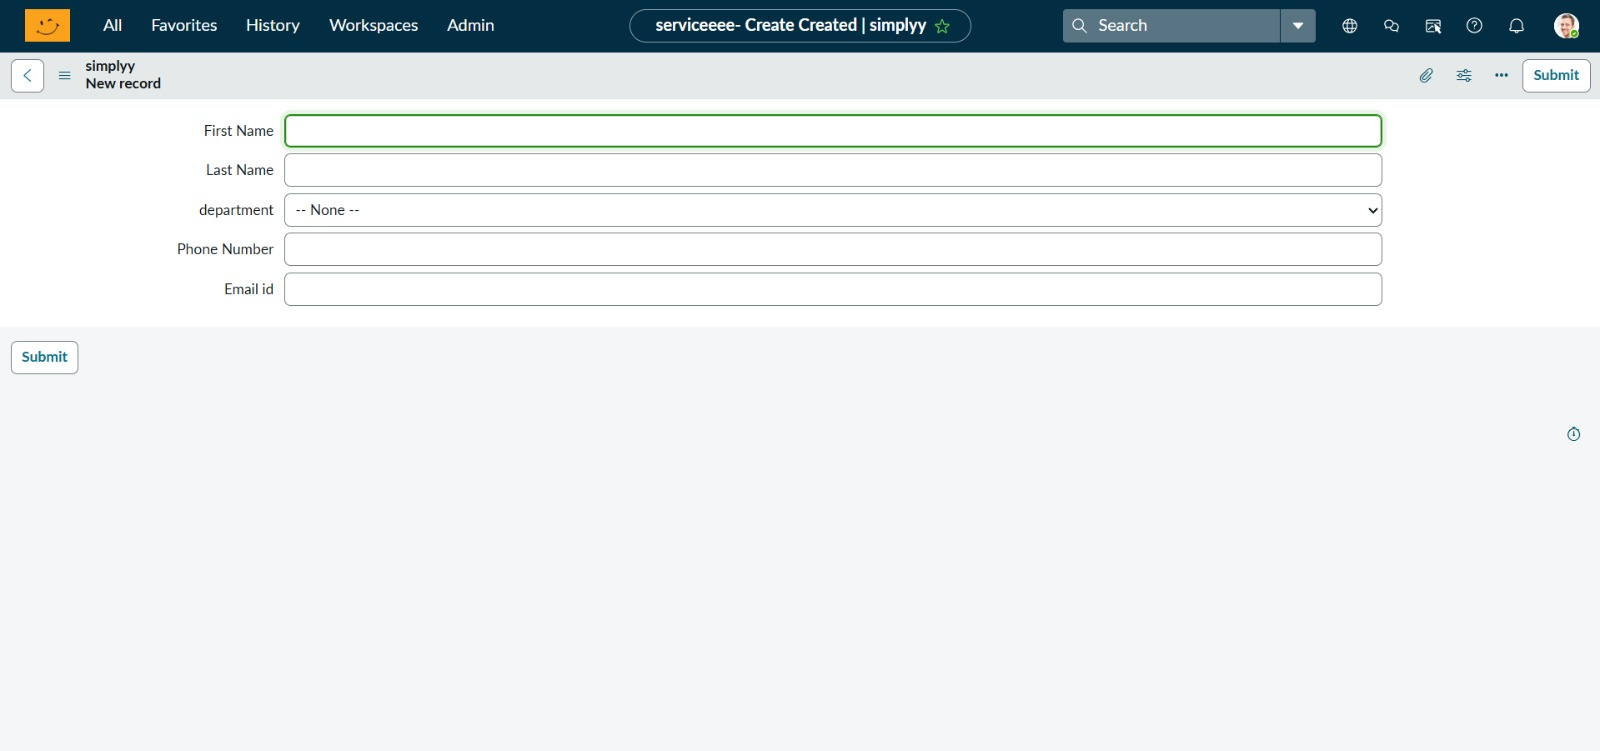 All Favorites History Workspaces Admin serviceeee- Create Created | simplyy Search
simplyy
New record
Submit
First Name
Last Name
department -- None --
Phone Number
Email id
Submit